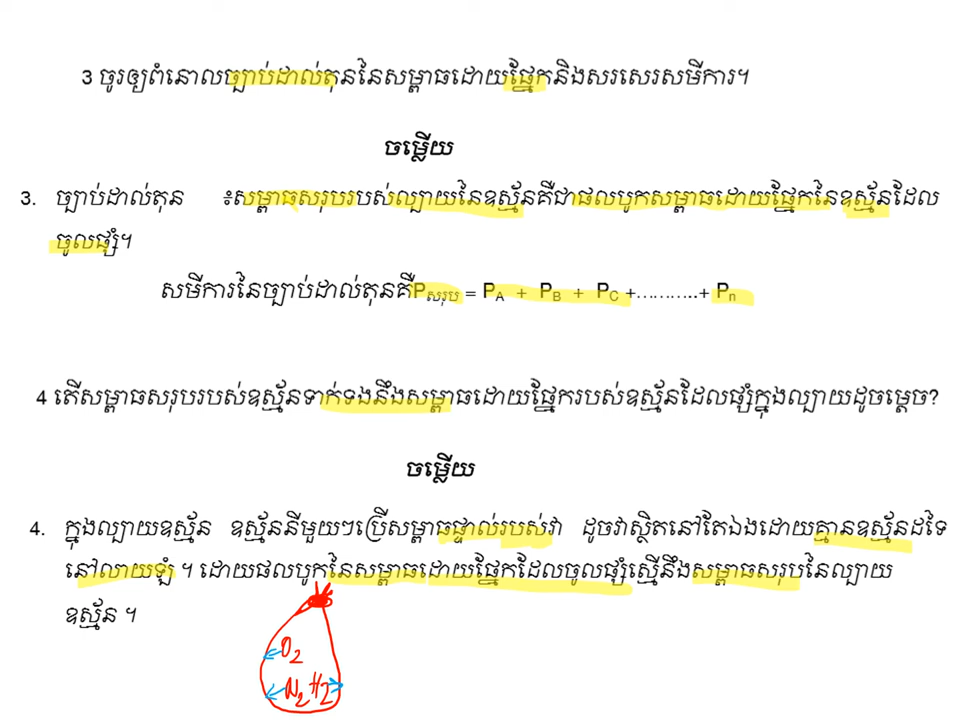 3 ចូរឲ្យពំនោលច្បាប់ដាល់តុននៃសម្ពាធដោយផ្នែកនិងសរសេរសមីការ។
ចម្លើយ
3. ច្បាប់ដាល់តុន ៖សម្ពាធសរុបរបស់ល្បាយនៃឧស្ម័នគឺជាផលបូកសម្ពាធដោយផ្នែកនៃឧស្ម័នដែល
ចូលផ្សំ។
សមីការនៃច្បាប់ដាល់តុនគឺPសរុប = PA + PB + PC +………..+ Pn
4 តើសម្ពាធសរុបរបស់ឧស្ម័នទាក់ទងនឹងសម្ពាធដោយផ្នែករបស់ឧស្ម័នដែលផ្សំក្នុងល្បាយដូចម្តេច?
ចម្លើយ
4. ក្នុងល្បាយឧស្ម័ន ឧស្ម័ននីមួយៗប្រើសម្ពាធផ្ទាល់របស់វា ដូចវាស្ថិតនៅតែឯងដោយគ្មានឧស្ម័នដទៃ
នៅលាយឡំ ។ ដោយផលបូកនៃសម្ពាធដោយផ្នែកដែលចូលផ្សំស្មើនឹងសម្ពាធសរុបនៃល្បាយ
ឧស្ម័ន ។
O2
N2 H2